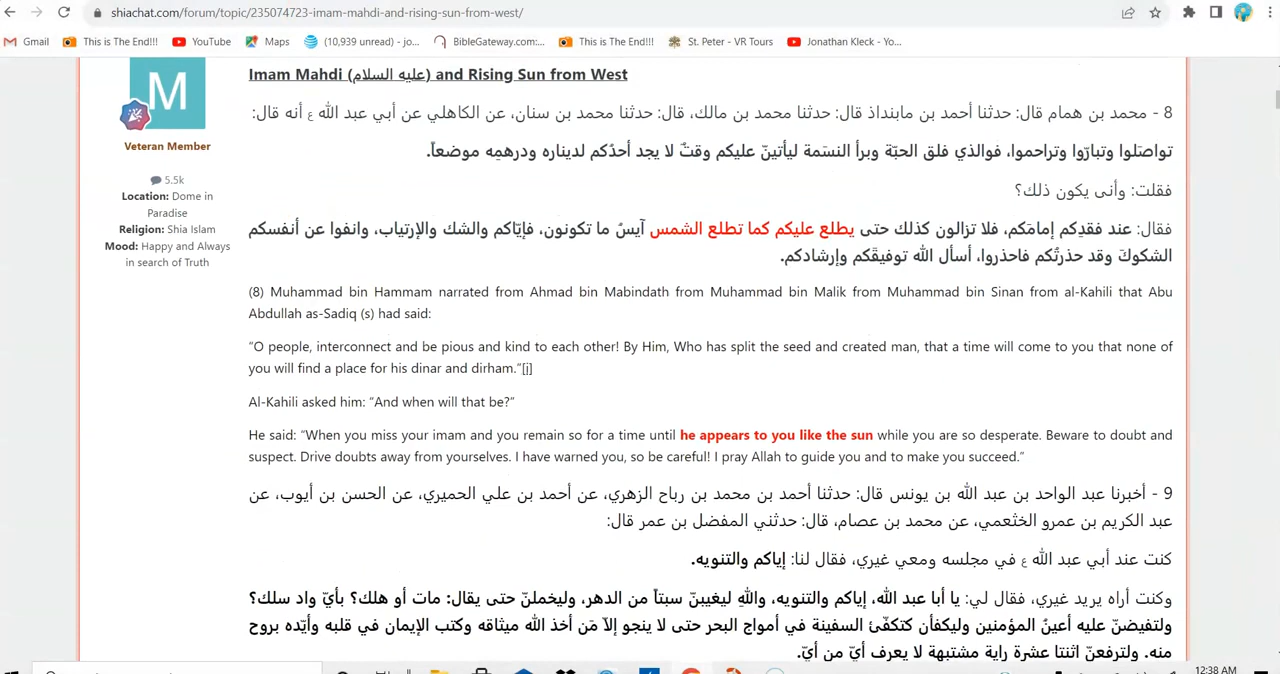 shiachat.com/forum/topic/235074723-imam-mahdi-and-rising-sun-from-west/
Gmail
This is The End!!!
YouTube
Maps
(10,939 unread) - jo...
BibleGateway.com:...
This is The End!!!
St. Peter - VR Tours
Jonathan Kleck - Yo...
M
Veteran Member
5.5k
Location: Dome in
Paradise
Religion: Shia Islam
Mood: Happy and Always
in search of Truth
Imam Mahdi (عليه السلام) and Rising Sun from West
8 - محمد بن همام قال: حدثنا أحمد بن مابنداذ قال: حدثنا محمد بن مالك، قال: حدثنا محمد بن سنان، عن الكاهلي عن أبي عبد الله ع أنه قال:
تواصَلوا وتبارّوا وتراحموا، فوالذي فلق الحبّة وبرأ النسَمة ليأتينّ عليكم وقتٌ لا يجد أحدُكم لديناره ودرهمِه موضعاً.
فقلت: وأنى يكون ذلك؟
فقال: عند فقدِكم إمامَكم، فلا تزالون كذلك حتى يطلع عليكم كما تطلع الشمس آيسُ ما تكونون، فإيّاكم والشك والإرتياب، وانفوا عن أنفسكم
الشكوكَ وقد حذرتُكم فاحذروا، أسأل الله توفيقَكم وإرشادكم.
(8) Muhammad bin Hammam narrated from Ahmad bin Mabindath from Muhammad bin Malik from Muhammad bin Sinan from al-Kahili that Abu
Abdullah as-Sadiq (s) had said:
“O people, interconnect and be pious and kind to each other! By Him, Who has split the seed and created man, that a time will come to you that none of
you will find a place for his dinar and dirham.”[i]
Al-Kahili asked him: “And when will that be?”
He said: “When you miss your imam and you remain so for a time until he appears to you like the sun while you are so desperate. Beware to doubt and
suspect. Drive doubts away from yourselves. I have warned you, so be careful! I pray Allah to guide you and to make you succeed.”
9 - أخبرنا عبد الواحد بن عبد الله بن يونس قال: حدثنا أحمد بن محمد بن رباح الزهري، عن أحمد بن علي الحميري، عن الحسن بن أيوب، عن
عبد الكريم بن عمرو الخثعمي، عن محمد بن عصام، قال: حدثني المفضل بن عمر قال:
كنت عند أبي عبد الله ع في مجلسه ومعي غيري، فقال لنا: إياكم والتنويه.
وكنت أراه يريد غيري، فقال لي: يا أبا عبد الله، إياكم والتنويه، واللهِ ليغيبنّ سبتاً من الدهر، وليخملنّ حتى يقال: مات أو هلك؟ بأيّ واد سلك؟
ولتفيضنّ عليه أعينُ المؤمنين وليكفأن كتكفّئ السفينة في أمواج البحر حتى لا ينجو إلاّ مَن أخذ الله ميثاقه وكتب الإيمان في قلبه وأيّده بروح
منه. ولترفعنّ اثنتا عشرة راية مشتبهة لا يعرف أيّ من أيّ.
12:38 AM